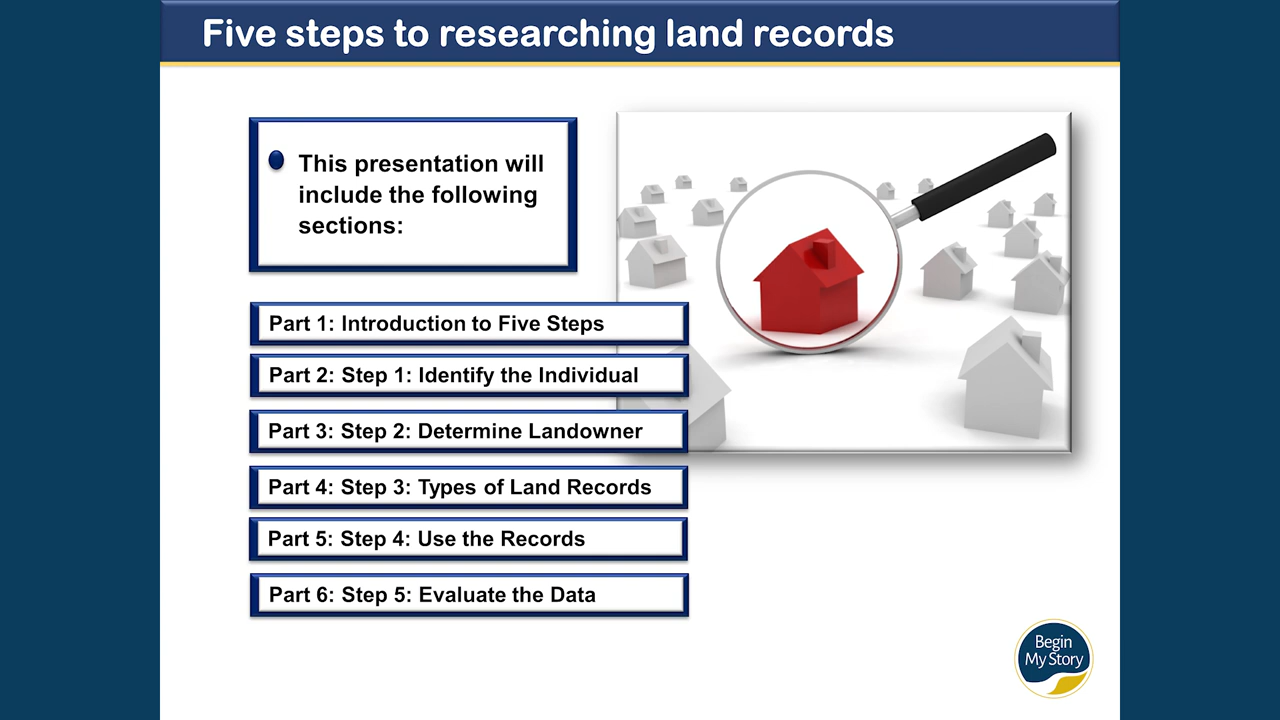 Five steps to researching land records
This presentation will
include the following
sections:
Part 1: Introduction to Five Steps
Part 2: Step 1: Identify the Individual
Part 3: Step 2: Determine Landowner
Part 4: Step 3: Types of Land Records
Part 5: Step 4: Use the Records
Part 6: Step 5: Evaluate the Data
Begin
My Story